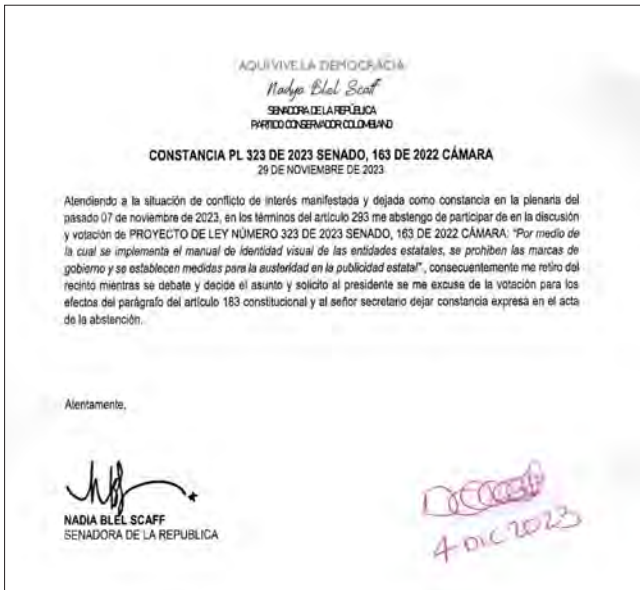 AQUÍ VIVE LA DEMOCRACIA
Nadya Blel Scaff
SENADORA DE LA REPÚBLICA
PARTIDO CONSERVADOR COLOMBIANO
CONSTANCIA PL 323 DE 2023 SENADO, 163 DE 2022 CÁMARA
29 DE NOVIEMBRE DE 2023
Atendiendo a la situación de conflicto de interés manifestada y dejada como constancia en la plenaria del
pasado 07 de noviembre de 2023, en los términos del artículo 293 me abstengo de participar de en la discusión
y votación de PROYECTO DE LEY NÚMERO 323 DE 2023 SENADO, 163 DE 2022 CÁMARA: "Por medio de
la cual se implementa el manual de identidad visual de las entidades estatales, se prohíben las marcas de
gobierno y se establecen medidas para la austeridad en la publicidad estatal", consecuentemente me retiro del
recinto mientras se debate y decide el asunto y solicito al presidente se me excuse de la votación para los
efectos del parágrafo del artículo 183 constitucional y al señor secretario dejar constancia expresa en el acta
de la abstención.
Atentamente,
NADIA BLEL SCAFF
SENADORA DE LA REPUBLICA
4 DIC 2023